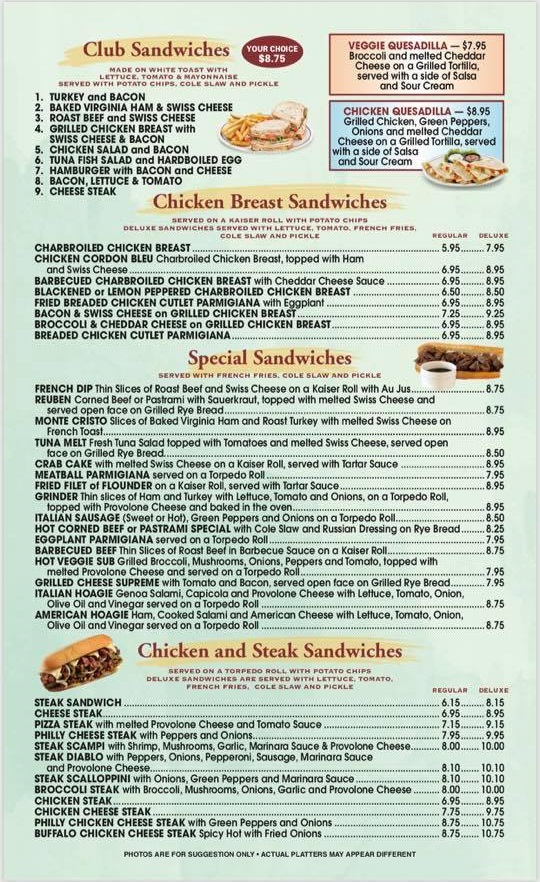 Club Sandwiches
YOUR CHOICE
$8.75
MADE ON WHITE TOAST WITH
LETTUCE, TOMATO & MAYONNAISE
SERVED WITH POTATO CHIPS, COLE SLAW AND PICKLE
1. TURKEY and BACON
2. BAKED VIRGINIA HAM & SWISS CHEESE
3. ROAST BEEF and SWISS CHEESE
4. GRILLED CHICKEN BREAST with
SWISS CHEESE & BACON
5. CHICKEN SALAD and BACON
6. TUNA FISH SALAD and HARDBOILED EGG
7. HAMBURGER with BACON and CHEESE
8. BACON, LETTUCE & TOMATO
9. CHEESE STEAK
VEGGIE QUESADILLA — $7.95
Broccoli and melted Cheddar
Cheese on a Grilled Tortilla,
served with a side of Salsa
and Sour Cream
CHICKEN QUESADILLA — $8.95
Grilled Chicken, Green Peppers,
Onions and melted Cheddar
Cheese on a Grilled Tortilla, served
with a side of Salsa
and Sour Cream
Chicken Breast Sandwiches
SERVED ON A KAISER ROLL WITH POTATO CHIPS
DELUXE SANDWICHES SERVED WITH LETTUCE, TOMATO, FRENCH FRIES,
COLE SLAW AND PICKLE
REGULAR DELUXE
CHARBROILED CHICKEN BREAST 5.95 7.95
CHICKEN CORDON BLEU Charbroiled Chicken Breast, topped with Ham
and Swiss Cheese 6.95 8.95
BARBECUED CHARBROILED CHICKEN BREAST with Cheddar Cheese Sauce 6.95 8.95
BLACKENED or LEMON PEPPERED CHARBROILED CHICKEN BREAST 6.50 8.50
FRIED BREADED CHICKEN CUTLET PARMIGIANA with Eggplant 6.95 8.95
BACON & SWISS CHEESE on GRILLED CHICKEN BREAST 7.25 9.25
BROCCOLI & CHEDDAR CHEESE on GRILLED CHICKEN BREAST 6.95 8.95
BREADED CHICKEN CUTLET PARMIGIANA 6.95 8.95
Special Sandwiches
SERVED WITH FRENCH FRIES, COLE SLAW AND PICKLE
FRENCH DIP Thin Slices of Roast Beef and Swiss Cheese on a Kaiser Roll with Au Jus 8.75
REUBEN Corned Beef or Pastrami with Sauerkraut, topped with melted Swiss Cheese and
served open face on Grilled Rye Bread 8.75
MONTE CRISTO Slices of Baked Virginia Ham and Roast Turkey with melted Swiss Cheese on
French Toast 8.95
TUNA MELT Fresh Tuna Salad topped with Tomatoes and melted Swiss Cheese, served open
face on Grilled Rye Bread 8.50
CRAB CAKE with melted Swiss Cheese on a Kaiser Roll, served with Tartar Sauce 8.95
MEATBALL PARMIGIANA served on a Torpedo Roll 7.95
FRIED FILET of FLOUNDER on a Kaiser Roll, served with Tartar Sauce 8.95
GRINDER Thin slices of Ham and Turkey with Lettuce, Tomato and Onions, on a Torpedo Roll,
topped with Provolone Cheese and baked in the oven 8.95
ITALIAN SAUSAGE (Sweet or Hot), Green Peppers and Onions on a Torpedo Roll 8.50
HOT CORNED BEEF or PASTRAMI SPECIAL with Cole Slaw and Russian Dressing on Rye Bread 8.25
EGGPLANT PARMIGIANA served on a Torpedo Roll 7.95
BARBECUED BEEF Thin Slices of Roast Beef in Barbecue Sauce on a Kaiser Roll 8.75
HOT VEGGIE SUB Grilled Broccoli, Mushrooms, Onions, Peppers and Tomato, topped with
melted Provolone Cheese and served on a Torpedo Roll 7.95
GRILLED CHEESE SUPREME with Tomato and Bacon, served open face on Grilled Rye Bread 7.95
ITALIAN HOAGIE Genoa Salami, Capicola and Provolone Cheese with Lettuce, Tomato, Onion,
Olive Oil and Vinegar served on a Torpedo Roll 8.75
AMERICAN HOAGIE Ham, Cooked Salami and American Cheese with Lettuce, Tomato, Onion,
Olive Oil and Vinegar served on a Torpedo Roll 8.75
Chicken and Steak Sandwiches
SERVED ON A TORPEDO ROLL WITH POTATO CHIPS
DELUXE SANDWICHES ARE SERVED WITH LETTUCE, TOMATO,
FRENCH FRIES, COLE SLAW AND PICKLE
REGULAR DELUXE
STEAK SANDWICH 6.15 8.15
CHEESE STEAK 6.95 8.95
PIZZA STEAK with melted Provolone Cheese and Tomato Sauce 7.15 9.15
PHILLY CHEESE STEAK with Peppers and Onions 7.95 9.95
STEAK SCAMPI with Shrimp, Mushrooms, Garlic, Marinara Sauce & Provolone Cheese 8.00 10.00
STEAK DIABLO with Peppers, Onions, Pepperoni, Sausage, Marinara Sauce
and Provolone Cheese 8.10 10.10
STEAK SCALLOPPINI with Onions, Green Peppers and Marinara Sauce 8.10 10.10
BROCCOLI STEAK with Broccoli, Mushrooms, Onions, Garlic and Provolone Cheese 8.00 10.00
CHICKEN STEAK 6.95 8.95
CHICKEN CHEESE STEAK 7.75 9.75
PHILLY CHICKEN CHEESE STEAK with Green Peppers and Onions 8.75 10.75
BUFFALO CHICKEN CHEESE STEAK Spicy Hot with Fried Onions 8.75 10.75
PHOTOS ARE FOR SUGGESTION ONLY • ACTUAL PLATTERS MAY APPEAR DIFFERENT